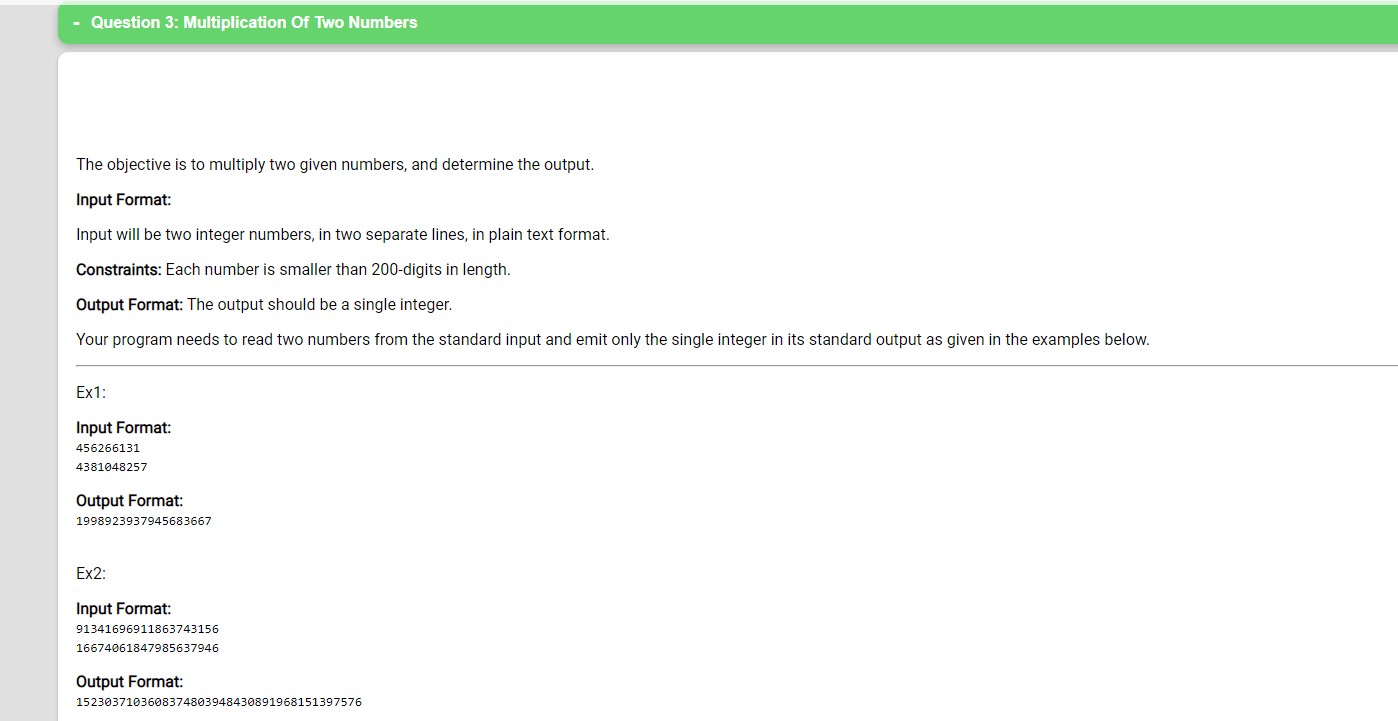 - Question 3: Multiplication Of Two Numbers
The objective is to multiply two given numbers, and determine the output.
Input Format:
Input will be two integer numbers, in two separate lines, in plain text format.
Constraints: Each number is smaller than 200-digits in length.
Output Format: The output should be a single integer.
Your program needs to read two numbers from the standard input and emit only the single integer in its standard output as given in the examples below.
Ex1:
Input Format:
456266131
4381048257
Output Format:
1998923937945683667
Ex2:
Input Format:
91341696911863743156
16674061847985637946
Output Format:
1523037103608374803948430891968151397576